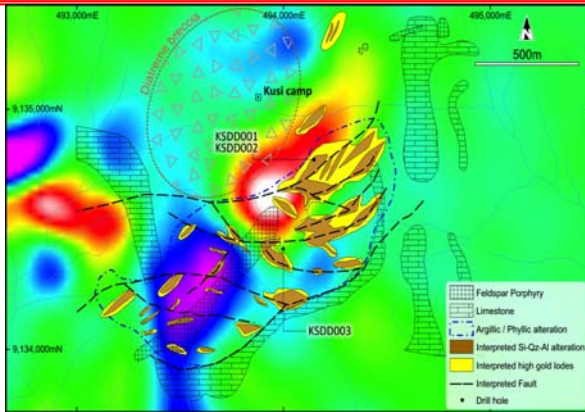 493,000mE
494,000mE
495,000mE
N
500m
Diatreme breccia
Kusi camp
9,135,000mN
KSDD001
KSDD002
KSDD003
9,134,000mN
Feldspar Porphyry
Limestone
Argillic / Phyllic alteration
Interpreted Si-Qz-Al alteration
Interpreted high gold lodes
Interpreted Fault
Drill hole